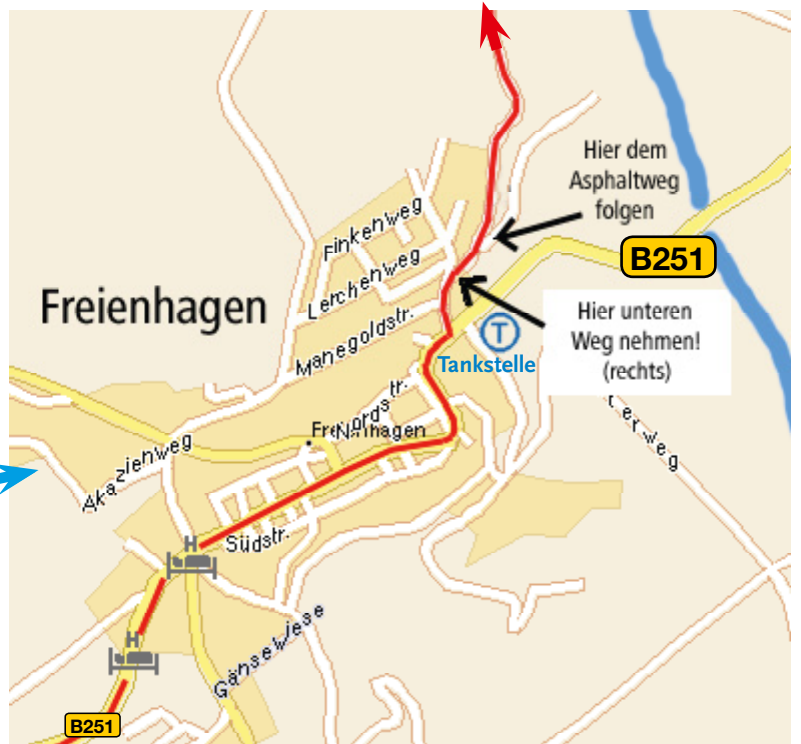 Hier dem
Asphaltweg
folgen
Finkenweg
B251
Lerchenweg
Freienhagen
Hier unteren
Weg nehmen!
(rechts)
Manegoldstr.
T
Tankstelle
Nordstr.
Freienhagen
erweg
Akazienweg
Südstr.
H
H
Gänsewiese
B251